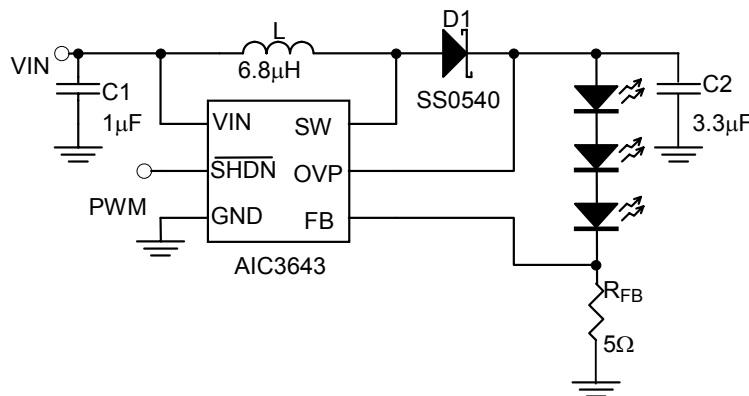 D1
L
VIN
6.8μH
C1
SS0540
C2
1μF
VIN
SW
3.3μF
SHDN
OVP
PWM
GND
FB
AIC3643
RFB
5Ω